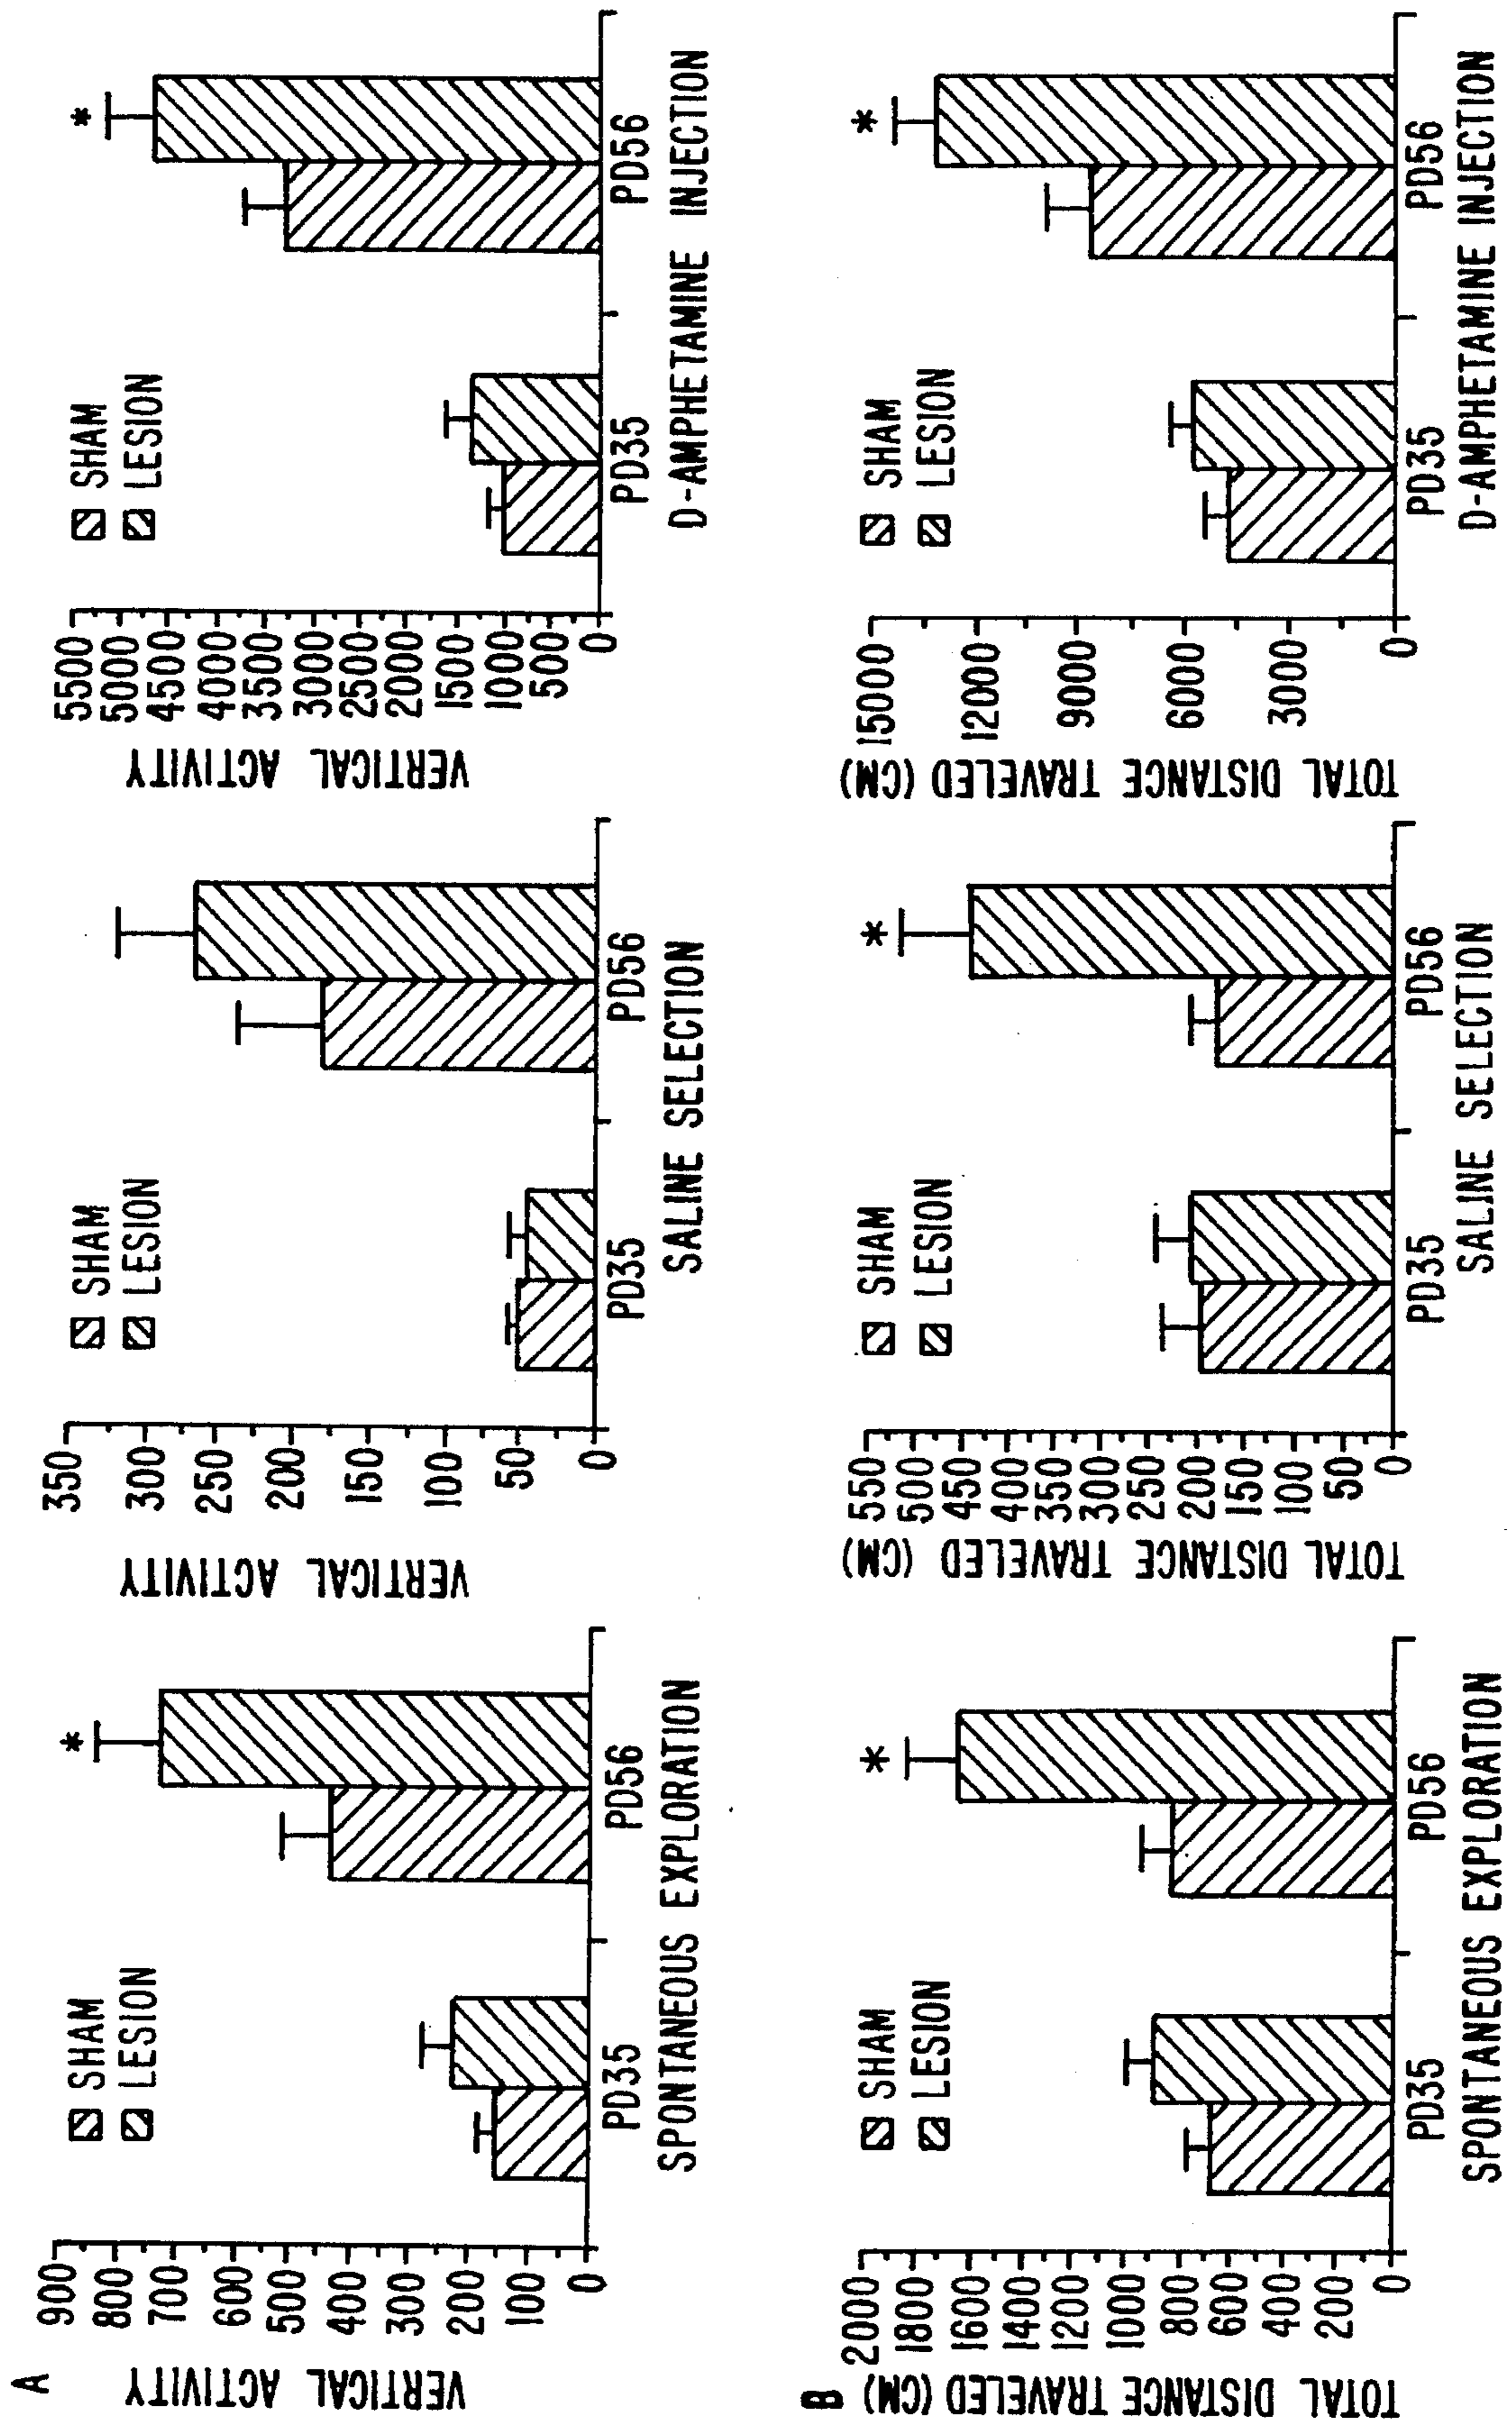 A
VERTICAL ACTIVITY
900
800
700
600
500
400
300
200
100
0
SHAM
LESION
*
PD35
PD56
SPONTANEOUS EXPLORATION
VERTICAL ACTIVITY
350
300
250
200
150
100
50
0
SHAM
LESION
PD35
PD56
SALINE SELECTION
VERTICAL ACTIVITY
5500
5000
4500
4000
3500
3000
2500
2000
1500
1000
500
0
SHAM
LESION
*
PD35
PD56
D-AMPHETAMINE INJECTION
B
TOTAL DISTANCE TRAVELED (CM)
2000
1800
1600
1400
1200
1000
800
600
400
200
0
SHAM
LESION
*
PD35
PD56
SPONTANEOUS EXPLORATION
TOTAL DISTANCE TRAVELED (CM)
550
500
450
400
350
300
250
200
150
100
50
0
SHAM
LESION
*
PD35
PD56
SALINE SELECTION
TOTAL DISTANCE TRAVELED (CM)
15000
12000
9000
6000
3000
0
SHAM
LESION
*
PD35
PD56
D-AMPHETAMINE INJECTION